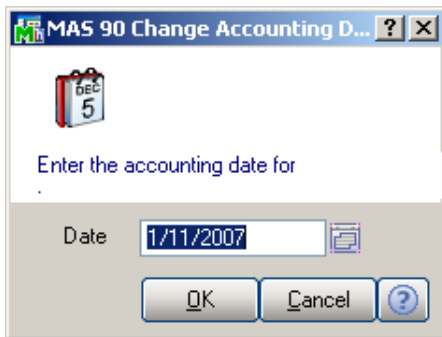 MAS 90 Change Accounting D... ? X
DEC
5
Enter the accounting date for
.
Date 1/11/2007
OK Cancel ?